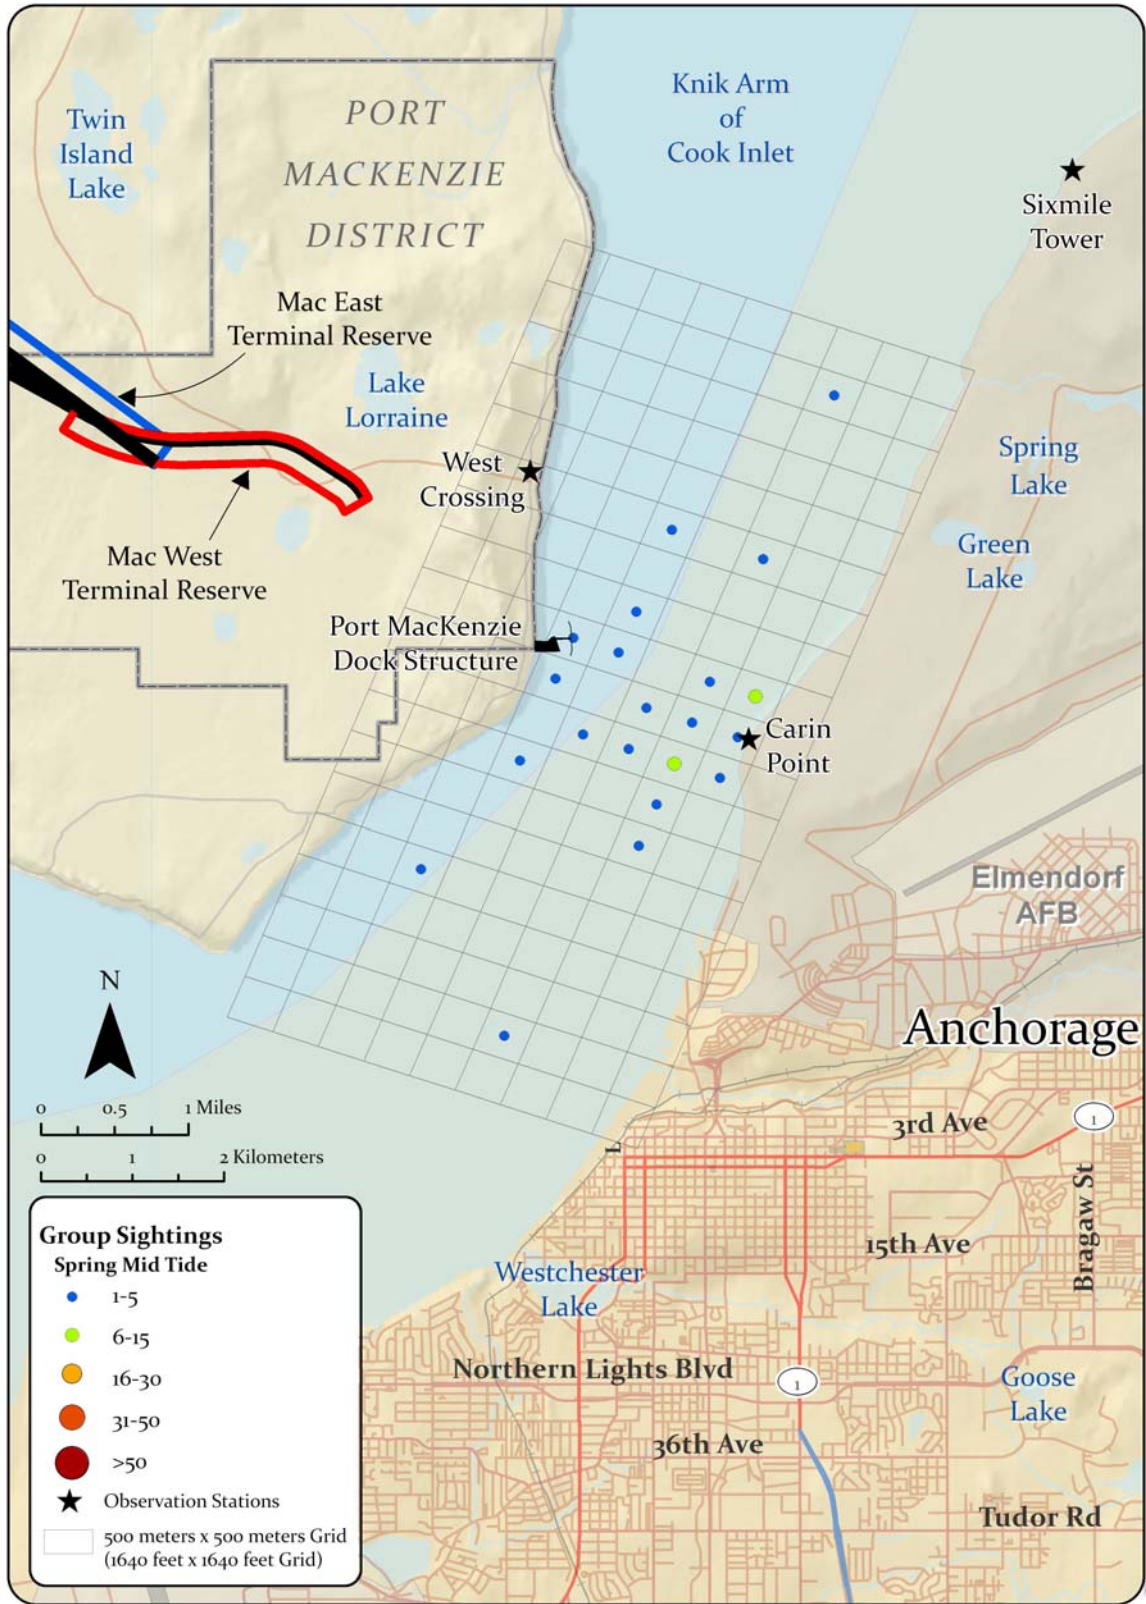 Knik Arm
of
Cook Inlet
Twin
Island
Lake
PORT
MACKENZIE
DISTRICT
Sixmile
Tower
Mac East
Terminal Reserve
Lake
Lorraine
West
Crossing
Spring
Lake
Green
Lake
Mac West
Terminal Reserve
Port MacKenzie
Dock Structure
Carin
Point
Elmendorf
AFB
N
Anchorage
0 0.5 1 Miles
0 1 2 Kilometers
3rd Ave
1
L
15th Ave
Bragaw St
Westchester
Lake
Northern Lights Blvd
1
Goose
Lake
36th Ave
Tudor Rd
Group Sightings
Spring Mid Tide
1-5
6-15
16-30
31-50
>50
Observation Stations
500 meters x 500 meters Grid
(1640 feet x 1640 feet Grid)